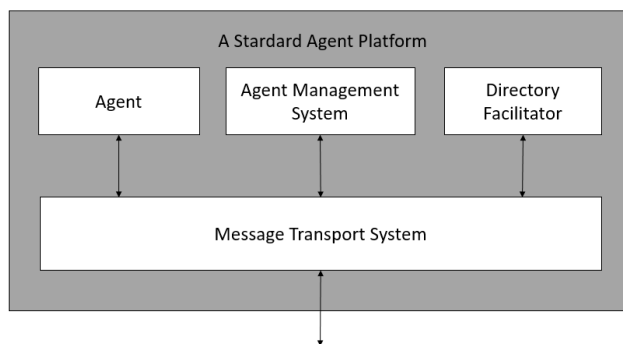 A Stardard Agent Platform
Agent
Agent Management
System
Directory
Facilitator
Message Transport System